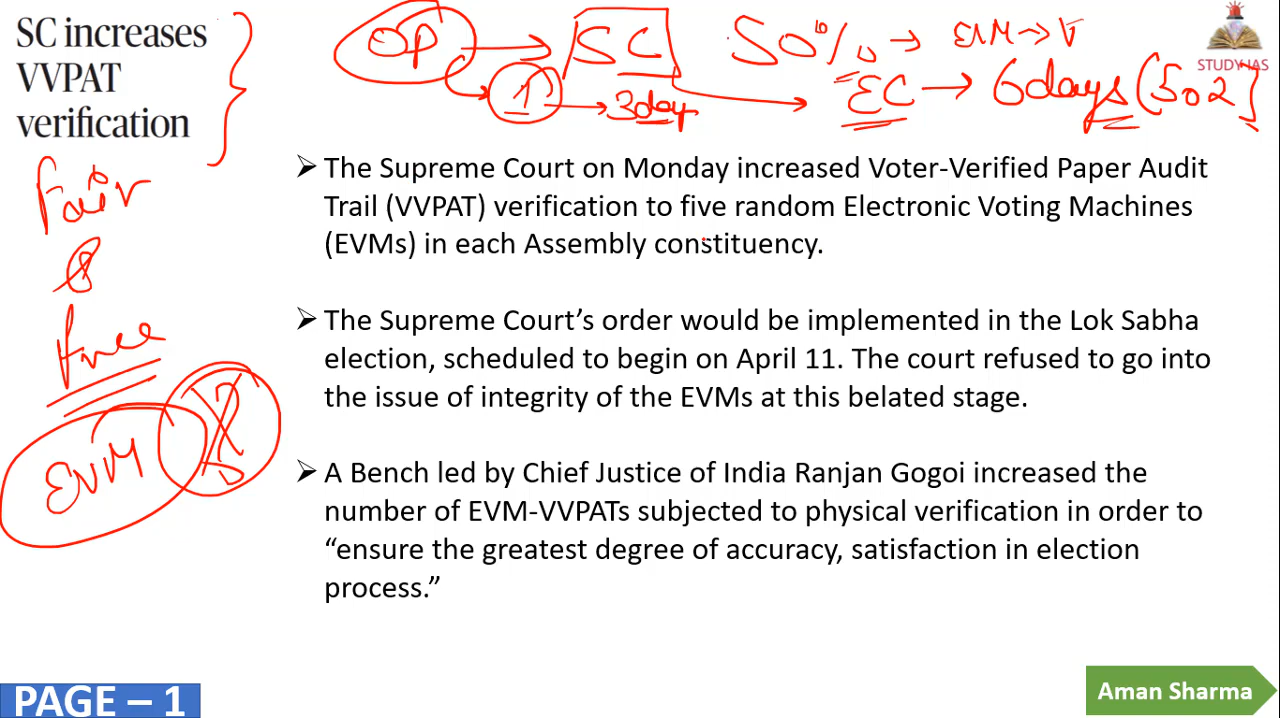 SC increases
VVPAT
verification
OP → SC 50% → EVM → V
1 → 3day EC → 6days (50%]
STUDY IAS
Fair
&
free
EVM
➢ The Supreme Court on Monday increased Voter-Verified Paper Audit
Trail (VVPAT) verification to five random Electronic Voting Machines
(EVMs) in each Assembly constituency.
➢ The Supreme Court’s order would be implemented in the Lok Sabha
election, scheduled to begin on April 11. The court refused to go into
the issue of integrity of the EVMs at this belated stage.
➢ A Bench led by Chief Justice of India Ranjan Gogoi increased the
number of EVM-VVPATs subjected to physical verification in order to
“ensure the greatest degree of accuracy, satisfaction in election
process.”
PAGE – 1
Aman Sharma